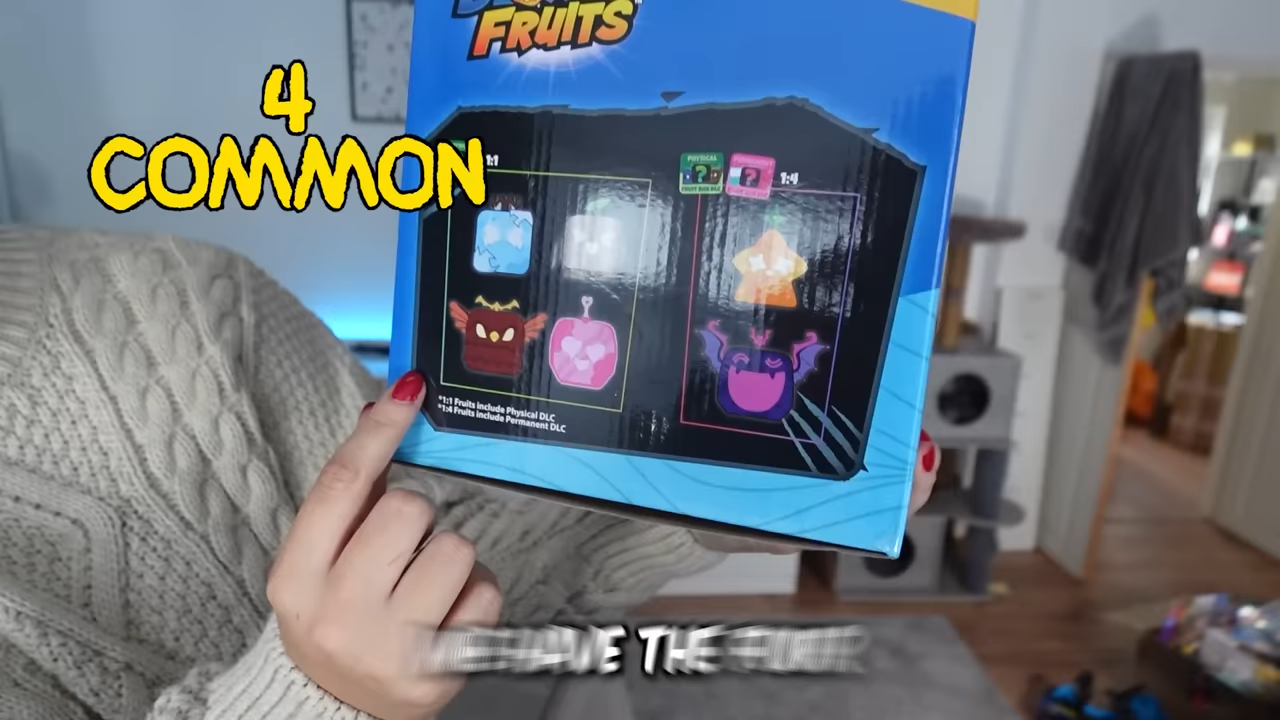 FRUITS
4
COMMON
1:1
PHYSICAL
?
FRUIT BOX DLC
?
1:4
*1:1 Fruits include Physical DLC
*1:4 Fruits include Permanent DLC
THE